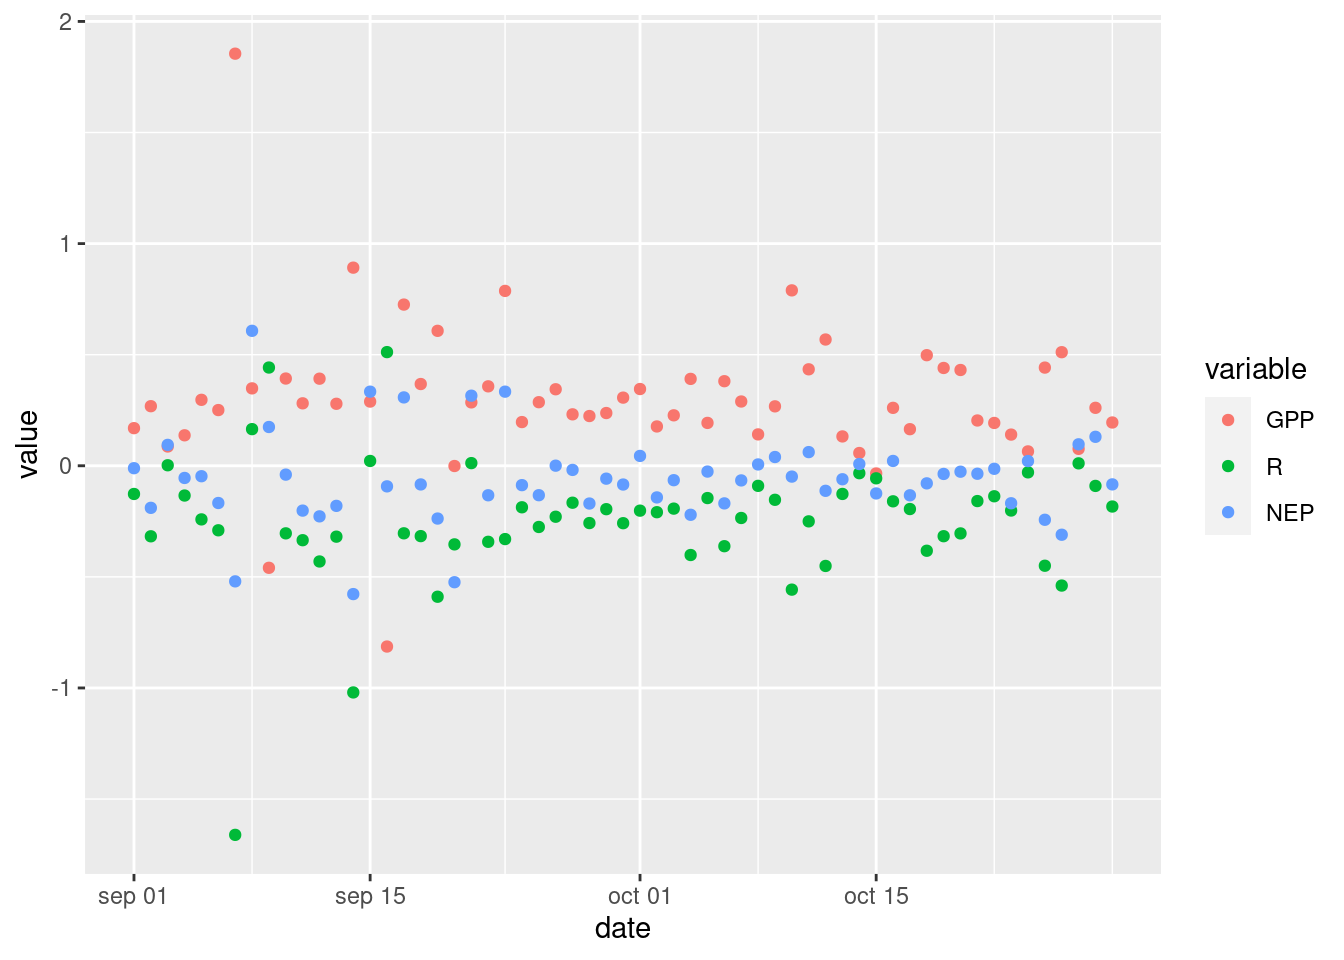 2
1
0
-1
value
sep 01
sep 15
oct 01
oct 15
date
variable
GPP
R
NEP